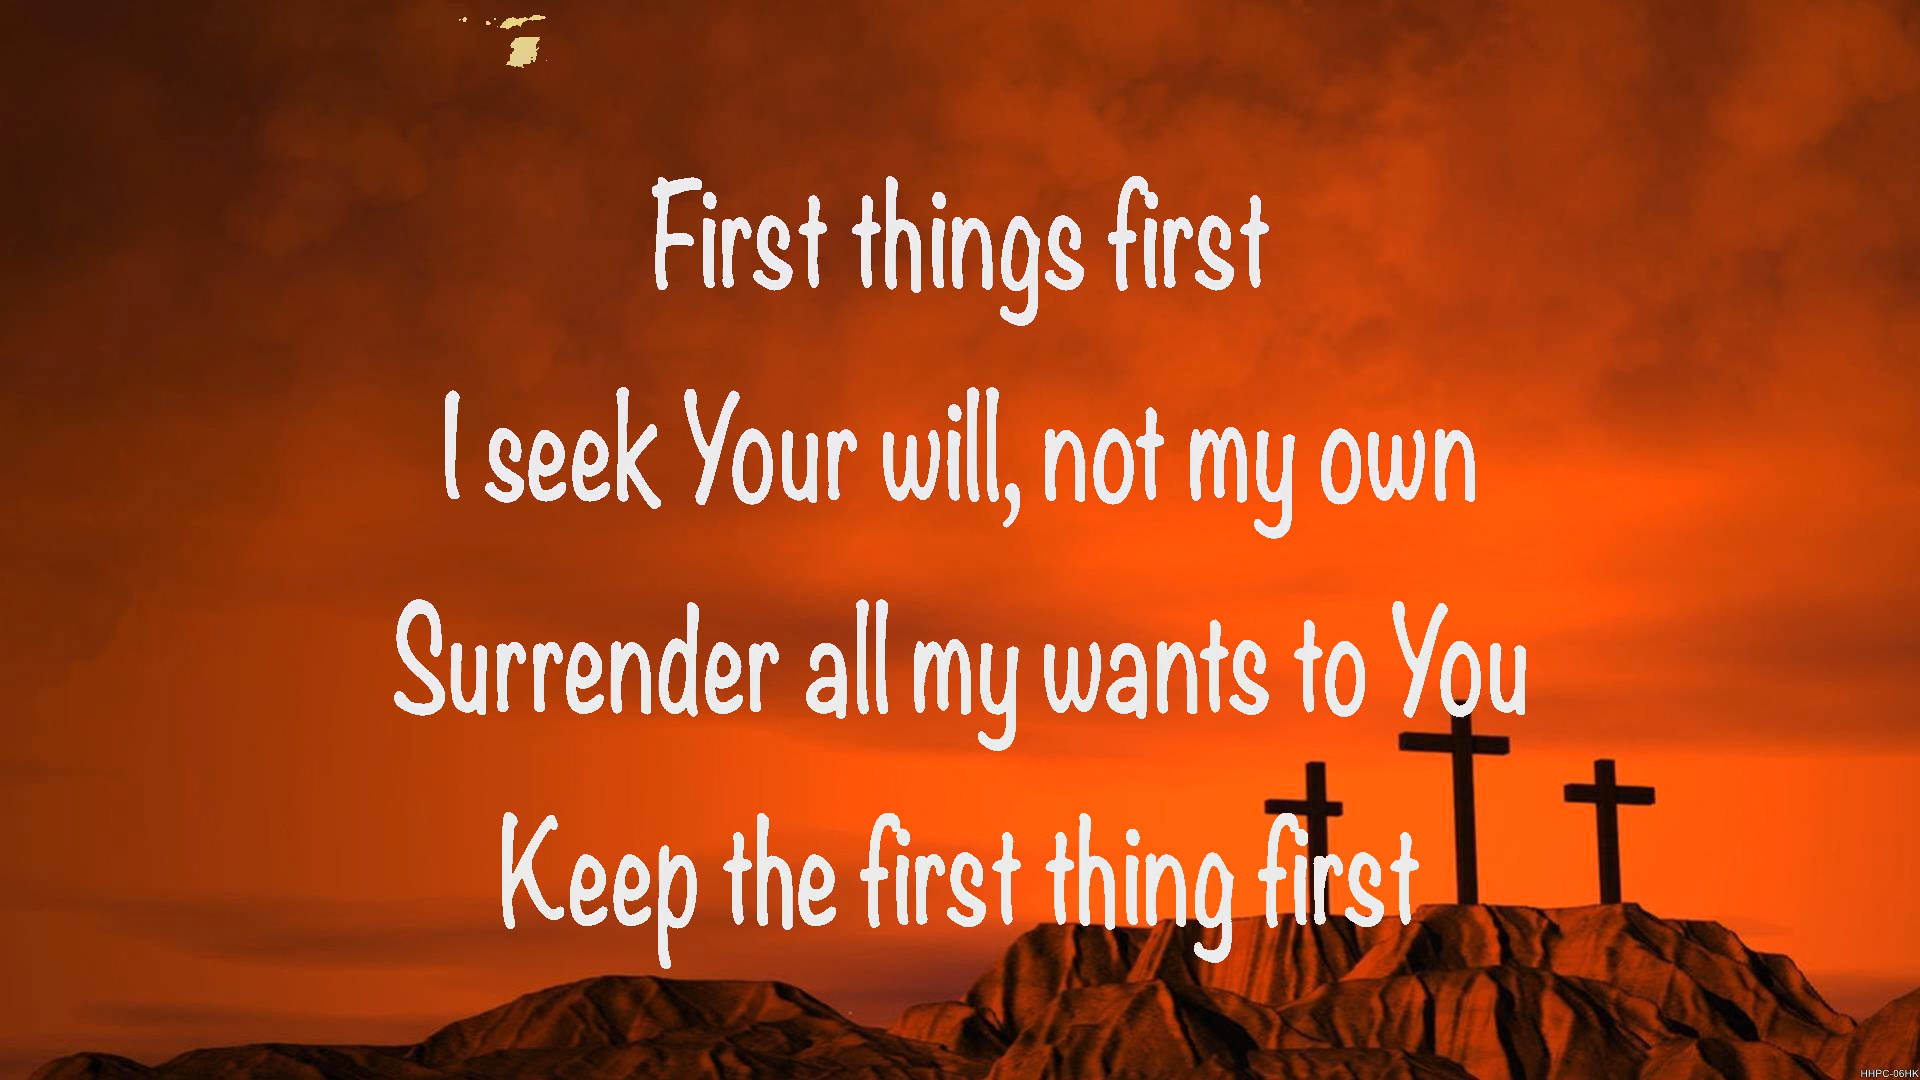 First things first
I seek Your will, not my own
Surrender all my wants to You
Keep the first thing first
HHPC-06HK